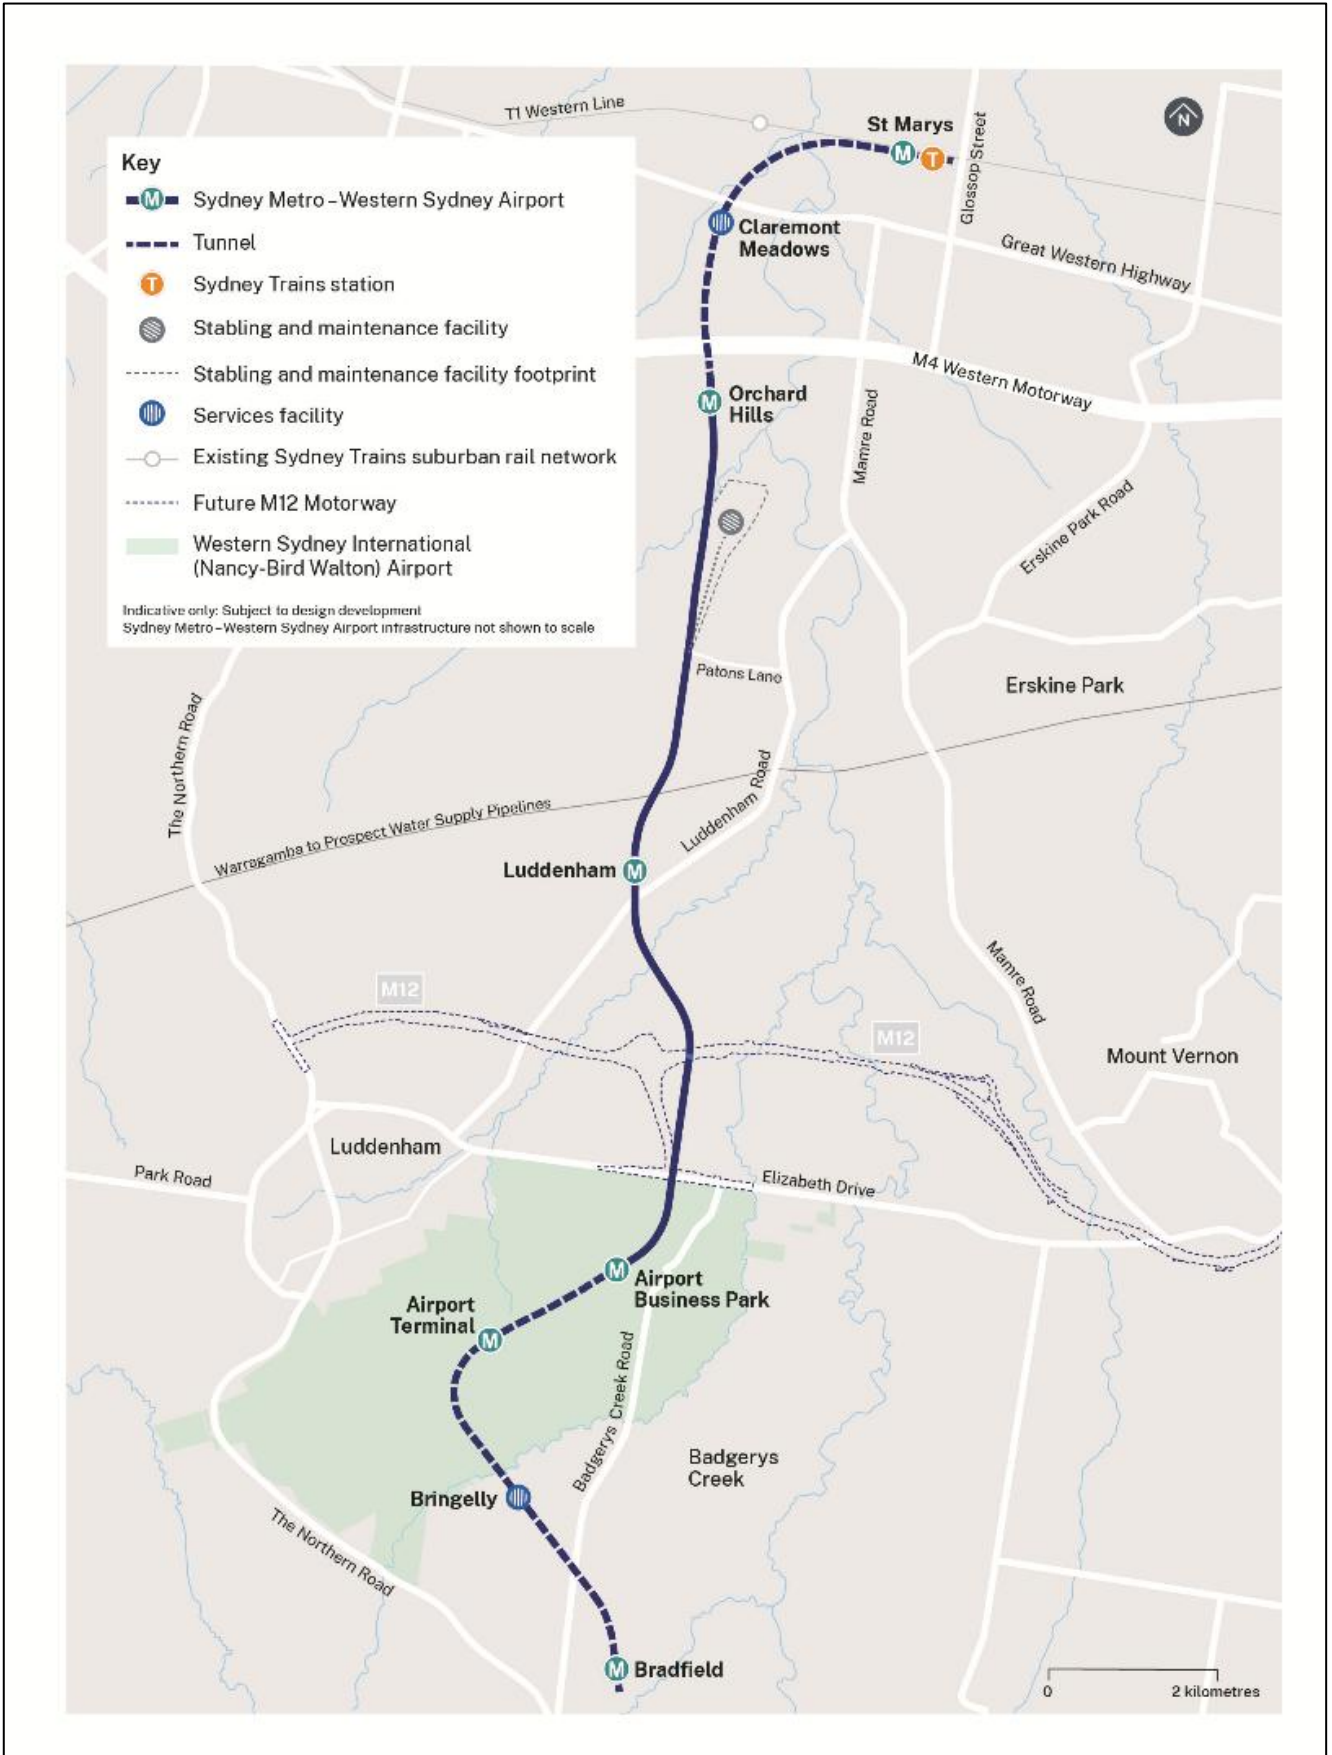 T1 Western Line
St Marys
M
T
Glossop Street
N
Key
M
Sydney Metro – Western Sydney Airport
Tunnel
T
Sydney Trains station
Stabling and maintenance facility
Stabling and maintenance facility footprint
Services facility
Existing Sydney Trains suburban rail network
Future M12 Motorway
Western Sydney International
(Nancy-Bird Walton) Airport
Indicative only: Subject to design development
Sydney Metro – Western Sydney Airport infrastructure not shown to scale
Claremont
Meadows
Great Western Highway
M4 Western Motorway
M
Orchard
Hills
Mamre Road
Erskine Park Road
Patons Lane
Erskine Park
The Northern Road
Warragamba to Prospect Water Supply Pipelines
Luddenham Road
Luddenham
M
M12
Mamre Road
M12
Mount Vernon
Luddenham
Park Road
Elizabeth Drive
M
Airport
Business Park
Airport
Terminal
M
Badgerys Creek Road
Badgerys
Creek
Bringelly
The Northern Road
M
Bradfield
0
2 kilometres